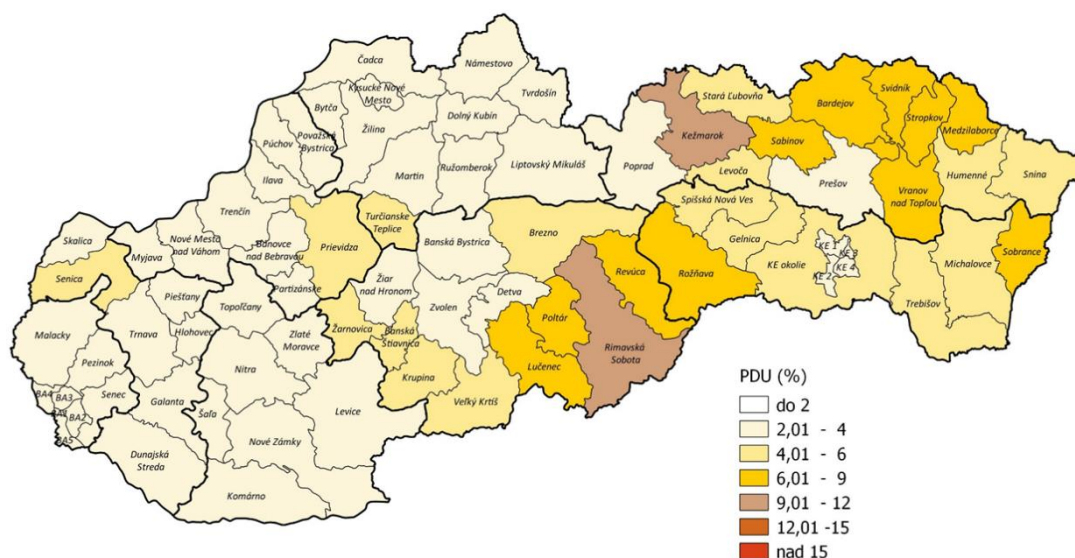 Čadca
Námestovo
Tvrdošín
Kysucké Nové
Mesto
Bytča
Dolný Kubín
Žilina
Považská
Bystrica
Púchov
Martin
Ružomberok
Liptovský Mikuláš
Ilava
Poprad
Kežmarok
Stará Ľubovňa
Bardejov
Svidník
Stropkov
Medzilaborce
Sabinov
Levoča
Prešov
Humenné
Snina
Vranov
nad Topľou
Trenčín
Turčianske
Teplice
Prievidza
Spišská Nová Ves
Gelnica
Skalica
Nové Mesto
nad Váhom
Myjava
Bánovce
nad Bebravou
Banská Bystrica
Brezno
Revúca
Rožňava
KE 1
KE 3
KE 4
KE okolie
Michalovce
Sobrance
Senica
Partizánske
Žiar
nad Hronom
Detva
Zvolen
Piešťany
Topoľčany
Trebišov
Malacky
Trnava
Hlohovec
Zlaté
Moravce
Žarnovica
Banská
Štiavnica
Poltár
Rimavská
Sobota
Pezinok
Nitra
Krupina
Lučenec
BA4
BA3
Senec
Galanta
Šaľa
Levice
Veľký Krtíš
BA2
BA5
Nové Zámky
Dunajská
Streda
Komárno
PDU (%)
do 2
2,01 - 4
4,01 - 6
6,01 - 9
9,01 - 12
12,01 -15
nad 15